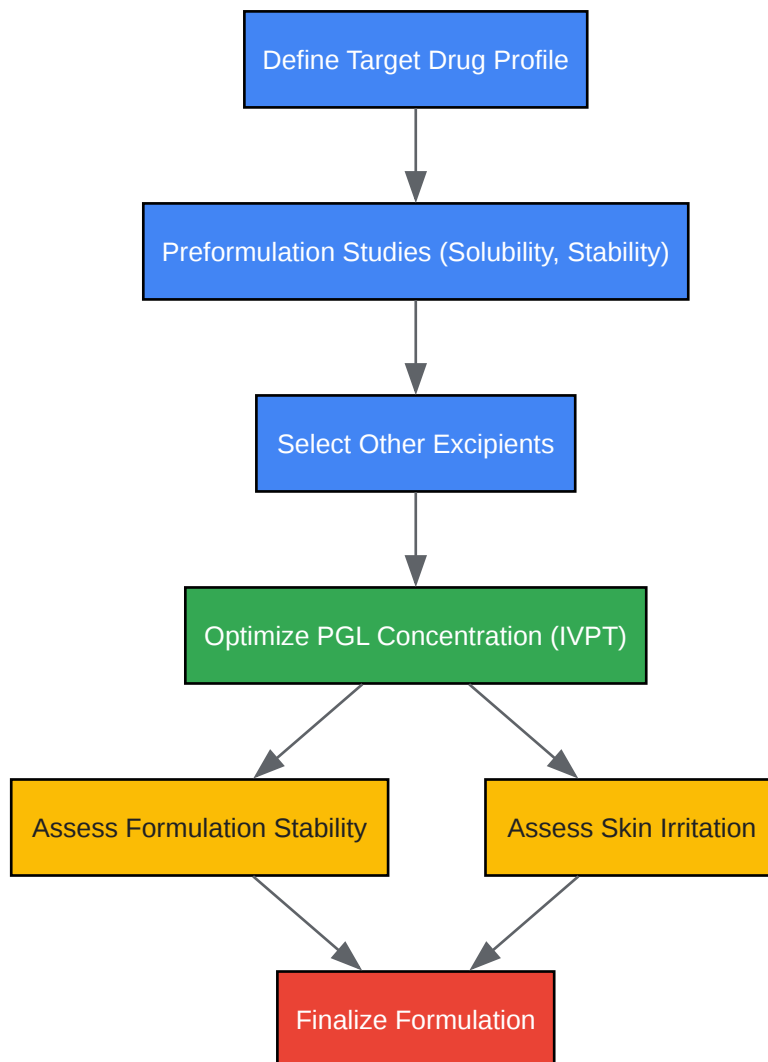 Define Target Drug Profile
Preformulation Studies (Solubility, Stability)
Select Other Excipients
Optimize PGL Concentration (IVPT)
Assess Formulation Stability
Assess Skin Irritation
Finalize Formulation